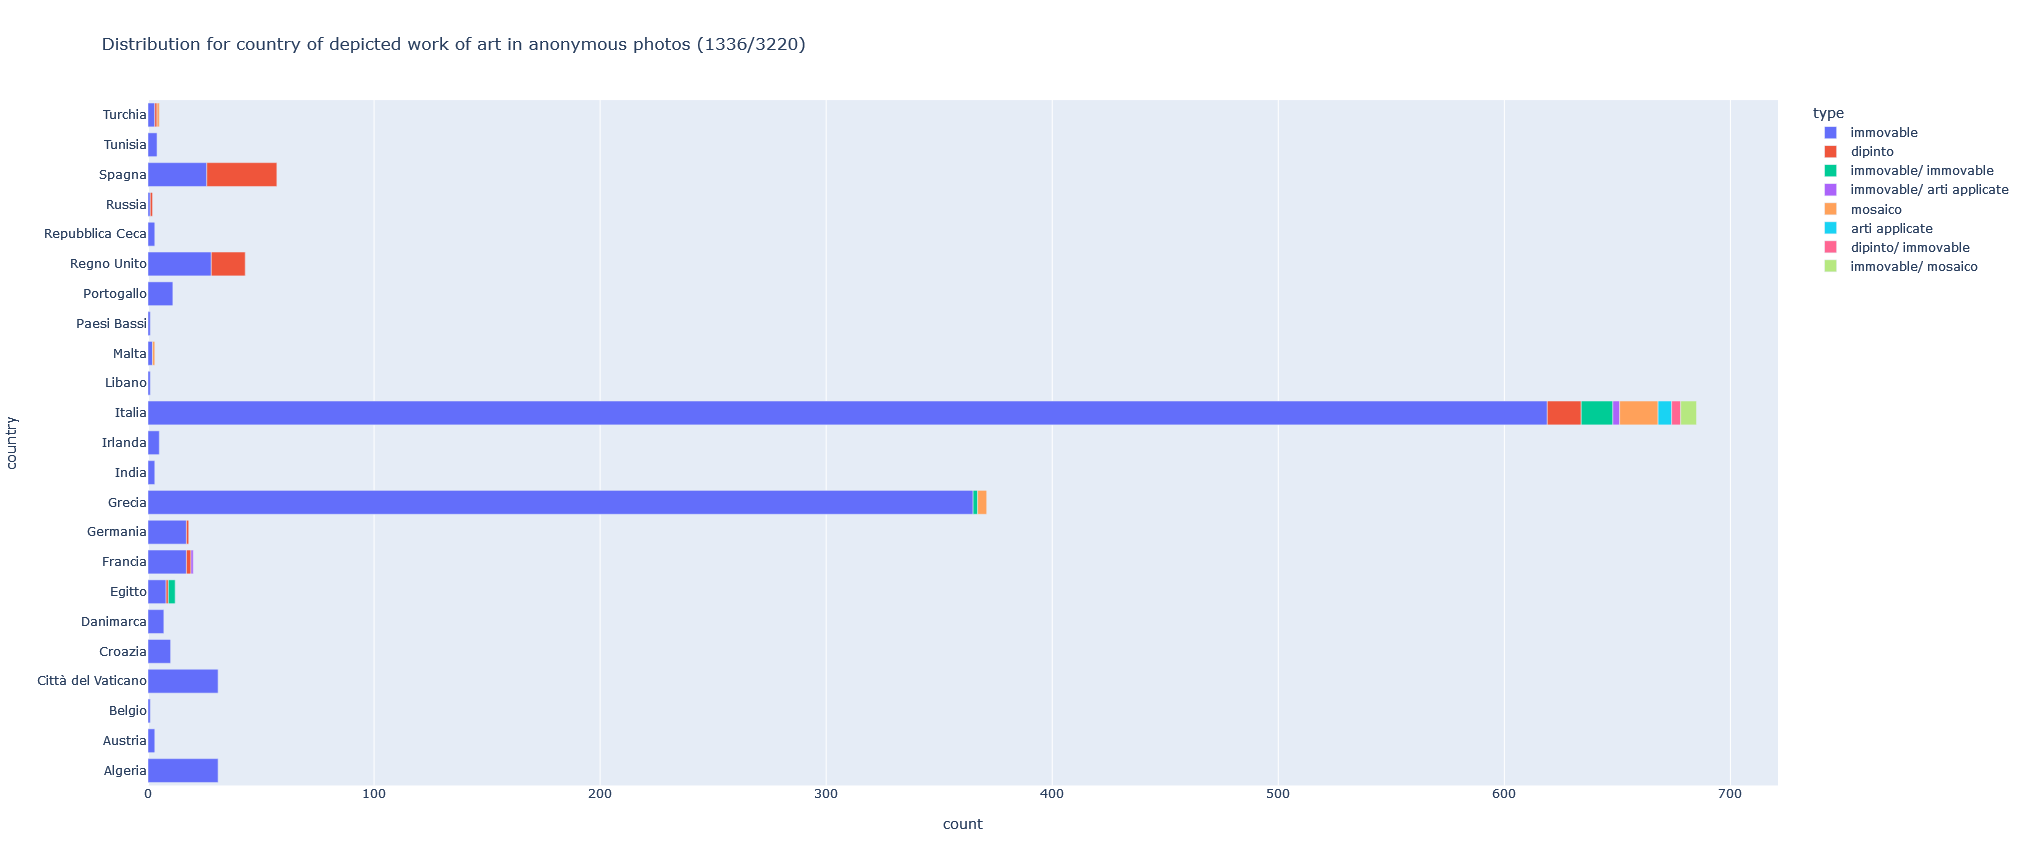 Distribution for country of depicted work of art in anonymous photos (1336/3220)
type
immovable
dipinto
immovable/ immovable
immovable/ arti applicate
mosaico
arti applicate
dipinto/ immovable
immovable/ mosaico
country
Turchia
Tunisia
Spagna
Russia
Repubblica Ceca
Regno Unito
Portogallo
Paesi Bassi
Malta
Libano
Italia
Irlanda
India
Grecia
Germania
Francia
Egitto
Danimarca
Croazia
Città del Vaticano
Belgio
Austria
Algeria
0 100 200 300 400 500 600 700
count